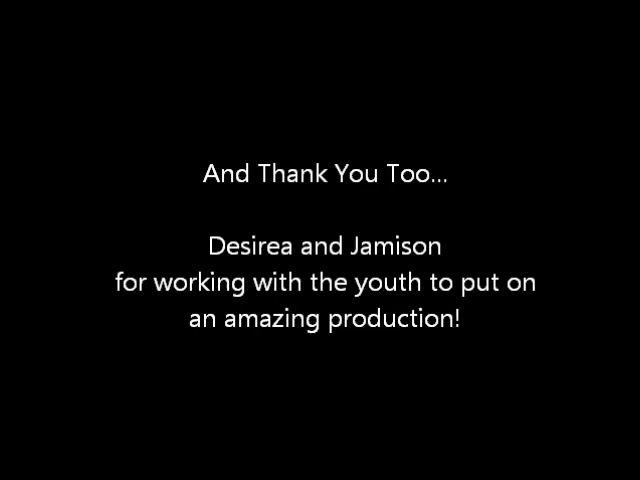 And Thank You Too...
Desirea and Jamison
for working with the youth to put on
an amazing production!